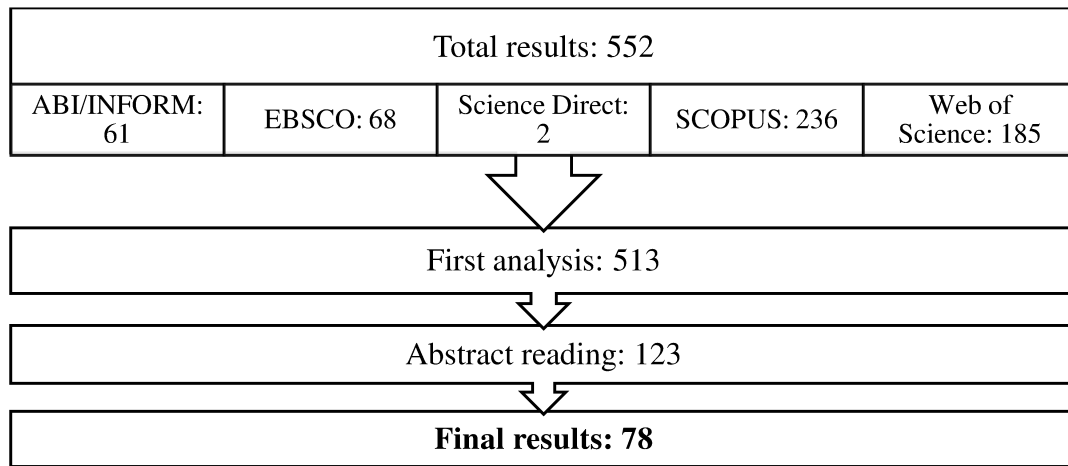 Total results: 552
ABI/INFORM:
61
EBSCO: 68
Science Direct:
2
SCOPUS: 236
Web of
Science: 185
First analysis: 513
Abstract reading: 123
Final results: 78